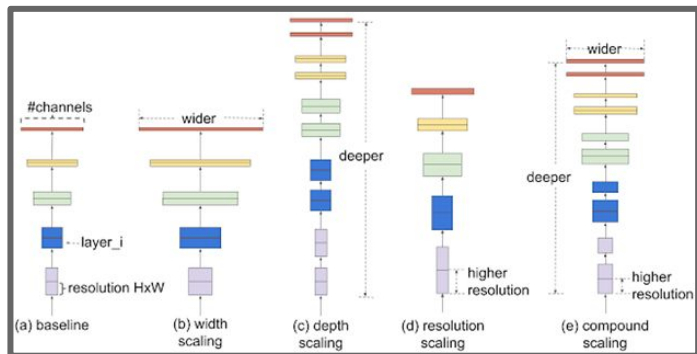 #channels
layer_i
resolution HxW
(a) baseline
wider
(b) width
scaling
deeper
(c) depth
scaling
higher
resolution
(d) resolution
scaling
wider
deeper
higher
resolution
(e) compound
scaling